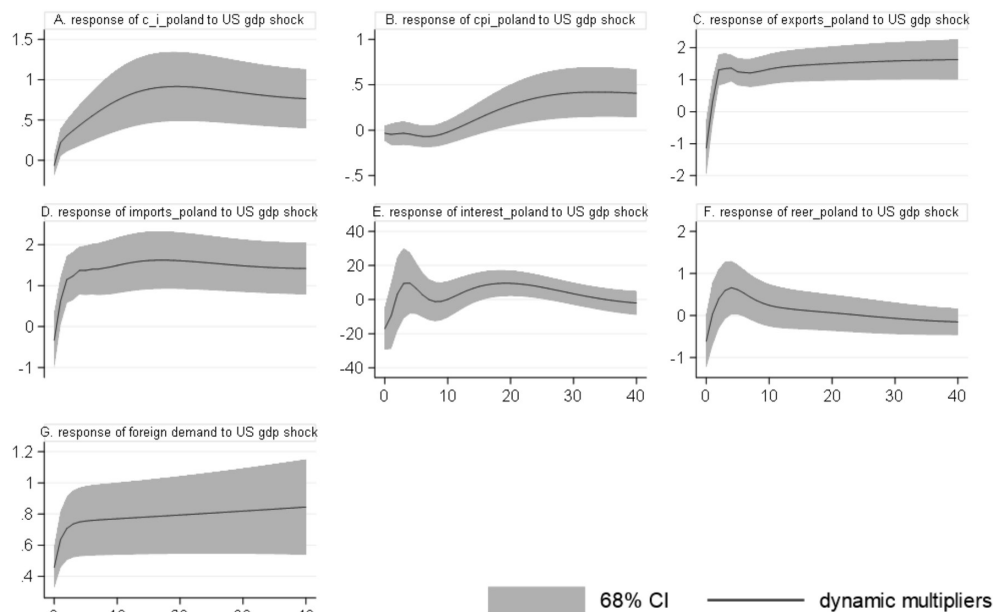 A. response of c_i_poland to US gdp shock
1.5
1
.5
0
B. response of cpi_poland to US gdp shock
1
.5
0
-.5
C. response of exports_poland to US gdp shock
2
1
0
-1
-2
D. response of imports_poland to US gdp shock
2
1
0
-1
E. response of interest_poland to US gdp shock
40
20
0
-20
-40
0 10 20 30 40
F. response of reer_poland to US gdp shock
2
1
0
-1
0 10 20 30 40
G. response of foreign demand to US gdp shock
1.2
1
.8
.6
.4
68% CI
dynamic multipliers